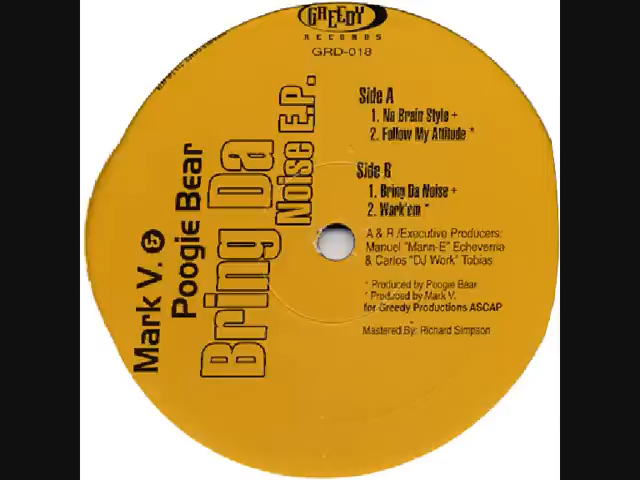 GREEDY
RECORDS
GRD-018
Mark V. &
Poogie Bear
Bring Da
Noise E.P.
Side A
1. No Brain Style +
2. Follow My Attitude *
Side B
1. Bring Da Noise +
2. Work'em *
A & R /Executive Producers:
Manuel "Mann-E" Echeverria
& Carlos "DJ Work" Tobias
* Produced by Poogie Bear
Produced by Mark V.
for Greedy Productions ASCAP
Mastered By: Richard Simpson